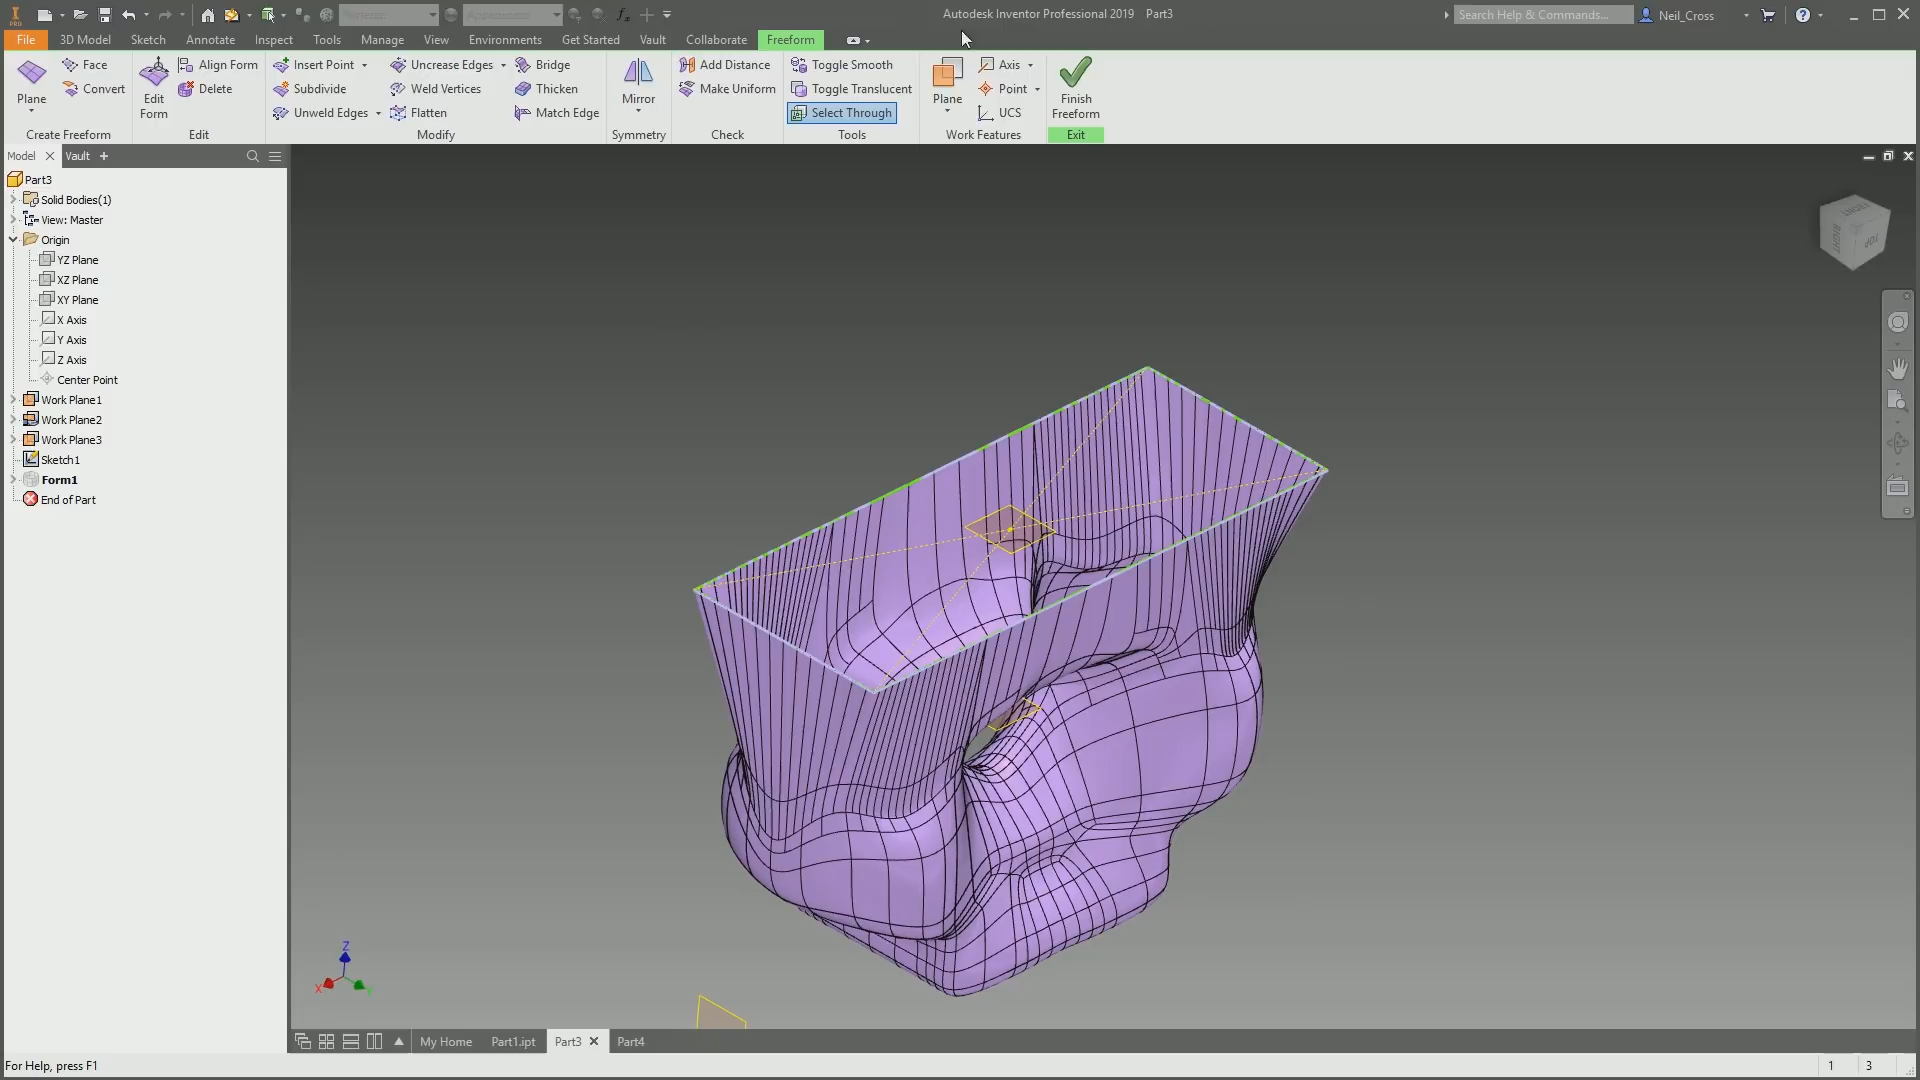 Autodesk Inventor Professional 2019 Part3
Search Help & Commands...
Neil_Cross
File 3D Model Sketch Annotate Inspect Tools Manage View Environments Get Started Vault Collaborate Freeform
Plane
Face
Convert
Create Freeform
Edit
Form
Align Form
Delete
Edit
Insert Point
Subdivide
Unweld Edges
Uncrease Edges
Weld Vertices
Flatten
Bridge
Thicken
Match Edge
Modify
Mirror
Symmetry
Add Distance
Make Uniform
Check
Toggle Smooth
Toggle Translucent
Select Through
Tools
Plane
Axis
Point
UCS
Work Features
Finish
Freeform
Exit
Model Vault +
Part3
Solid Bodies(1)
View: Master
Origin
YZ Plane
XZ Plane
XY Plane
X Axis
Y Axis
Z Axis
Center Point
Work Plane1
Work Plane2
Work Plane3
Sketch1
Form1
End of Part
FRONT
RIGHT
TOP
Z
X
Y
My Home Part1.ipt Part3 Part4
For Help, press F1
1 3